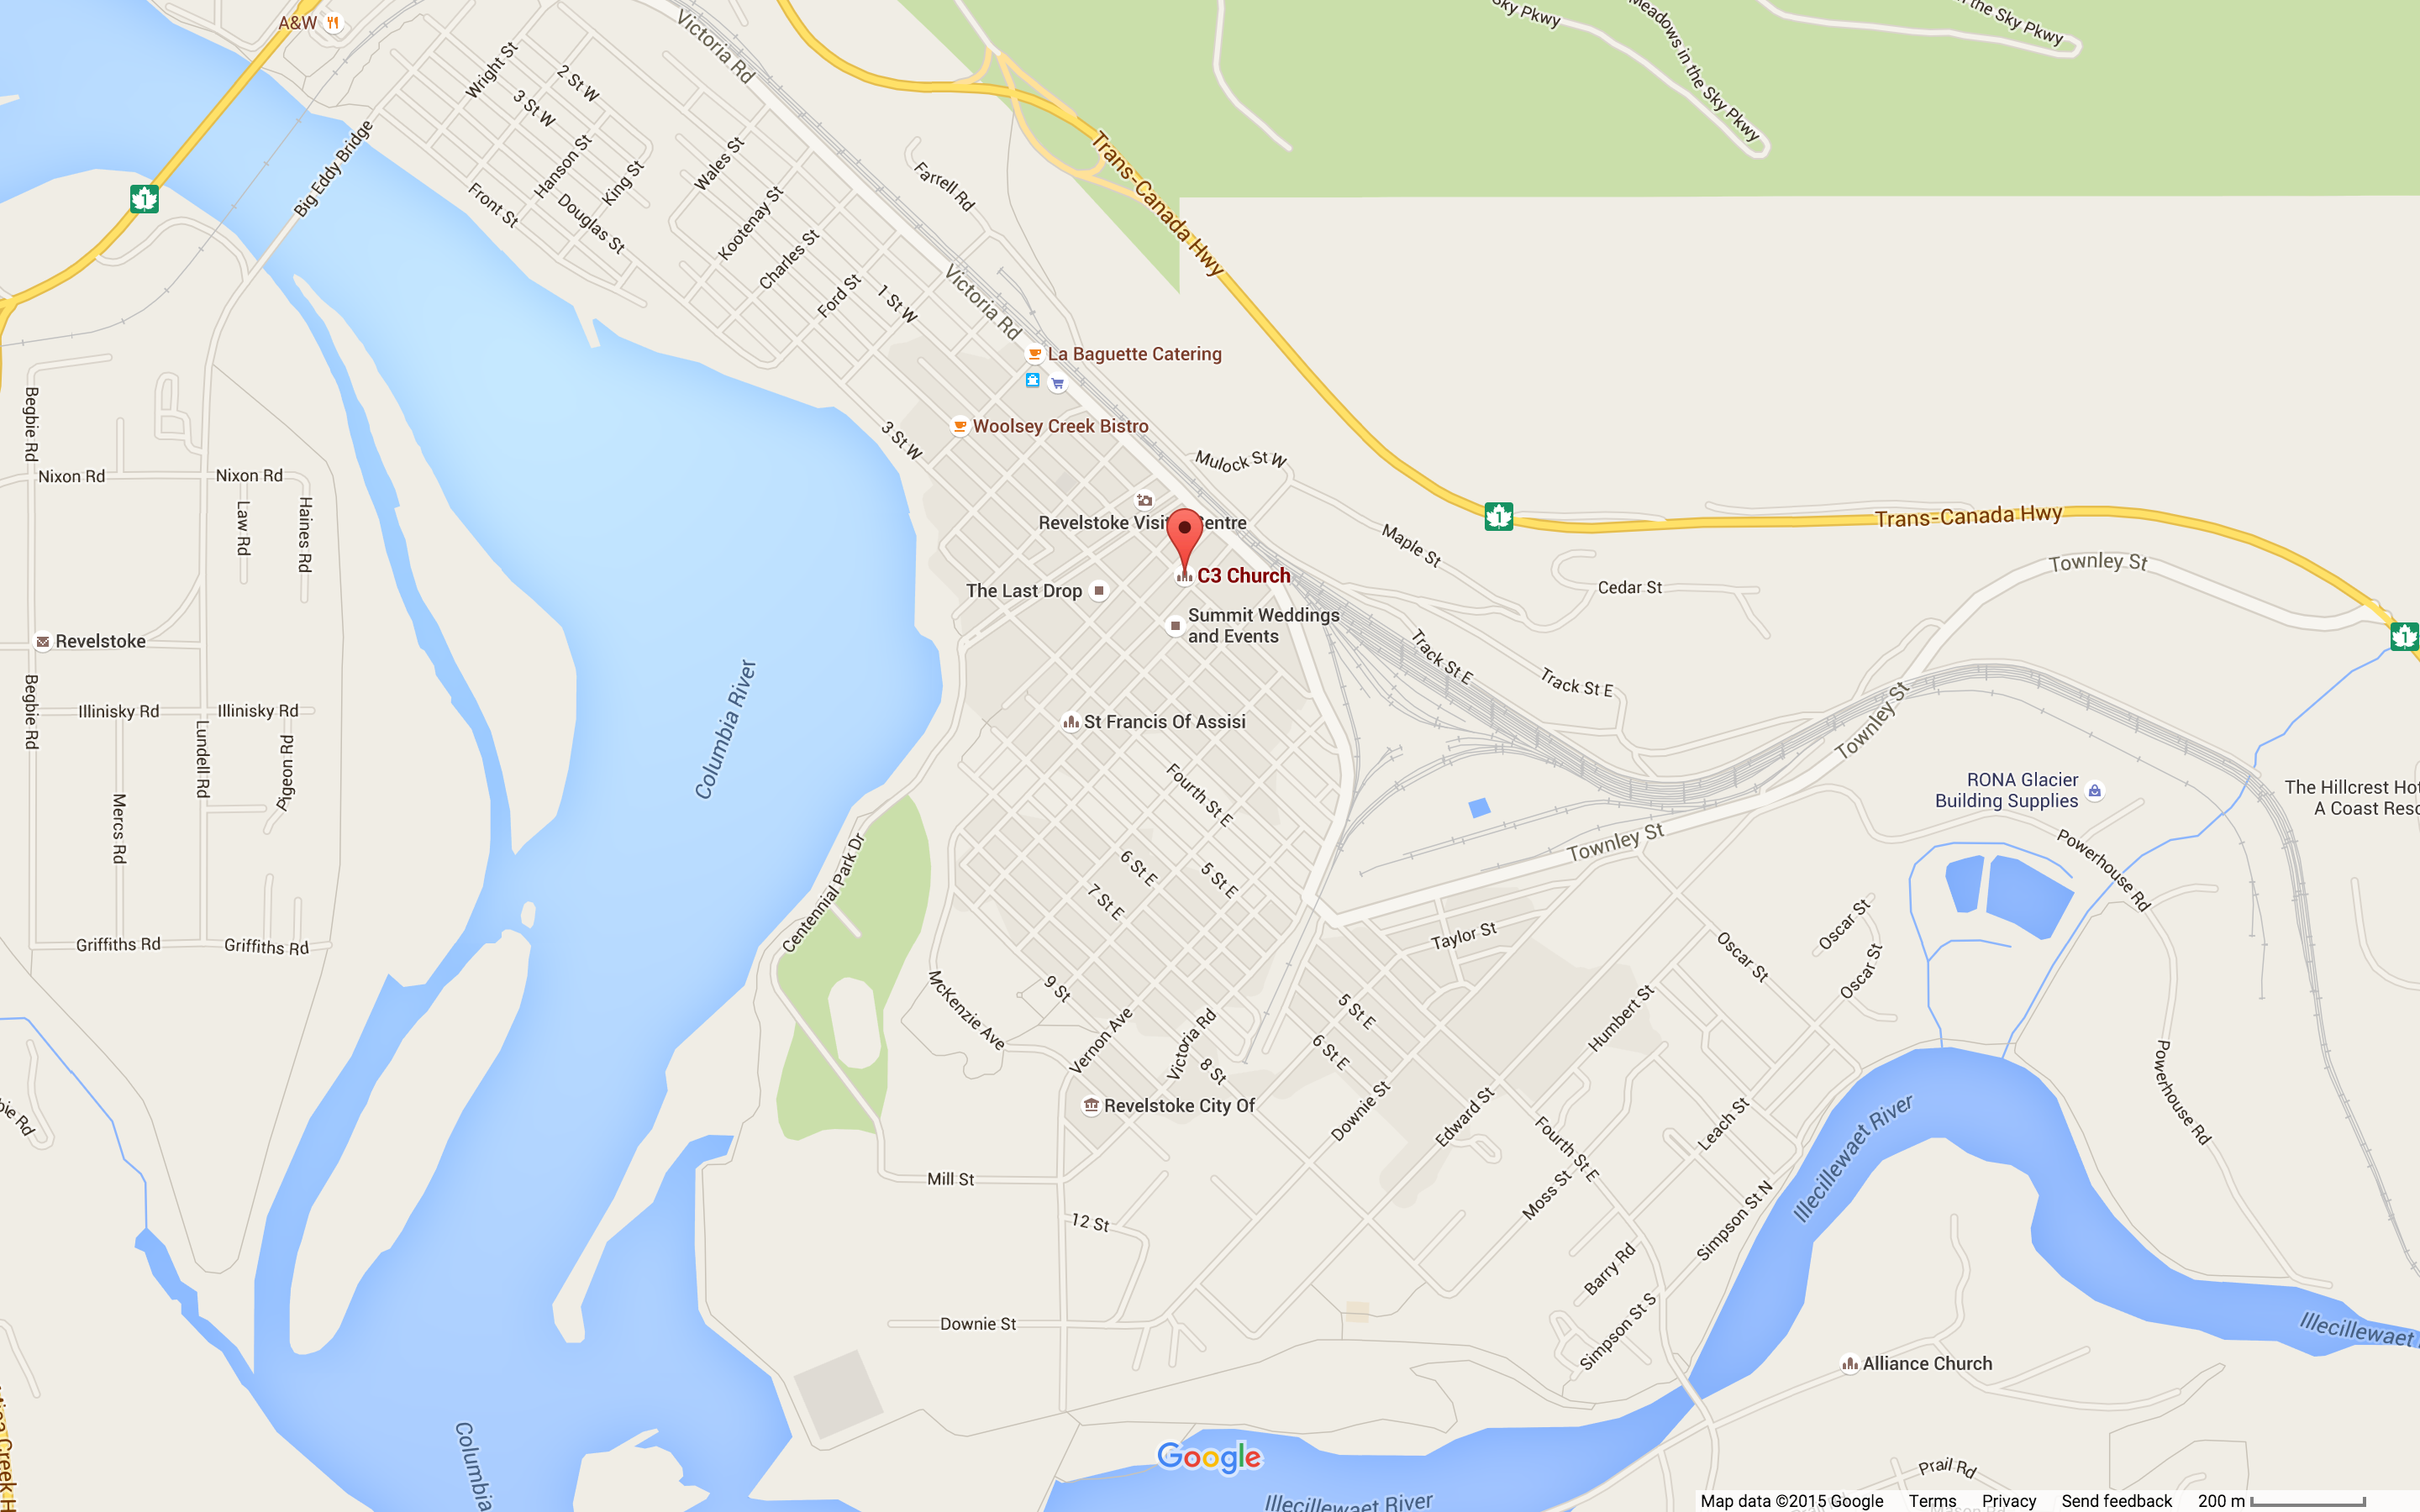 A&W
Victoria Rd
Sky Pkwy
Meadows in the Sky Pkwy
the Sky Pkwy
Wright St
2 St W
3 St W
Hanson St
King St
Wales St
Big Eddy Bridge
Front St
Douglas St
Kootenay St
Farrell Rd
Trans-Canada Hwy
1
Charles St
Ford St
1 St W
Victoria Rd
La Baguette Catering
Woolsey Creek Bistro
3 St W
Begbie Rd
Nixon Rd
Nixon Rd
Law Rd
Haines Rd
Mulock St W
Revelstoke
Centre
Maple St
1
Trans-Canada Hwy
Townley St
C3 Church
The Last Drop
Cedar St
Summit Weddings
and Events
1
Revelstoke
Track St E
Track St E
Begbie Rd
Illinisky Rd
Illinisky Rd
Lundell Rd
Pigeon Rd
Mercs Rd
Columbia River
St Francis Of Assisi
Townley St
Fourth St E
RONA Glacier
Building Supplies
The Hillcrest
A Coast
Townley St
Powerhouse Rd
Centennial Park Dr
6 St E
5 St E
7 St E
Griffiths Rd
Griffiths Rd
Taylor St
Oscar St
Oscar St
Oscar St
McKenzie Ave
9 St
Vernon Ave
Victoria Rd
8 St
5 St E
6 St E
Humbert St
Powerhouse Rd
Revelstoke City Of
Downie St
Edward St
Fourth St E
Leach St
Illecillewaet River
Mill St
Moss St
Simpson St N
12 St
Barry Rd
Downie St
Simpson St S
Illecillewaet
Alliance Church
Creek
Columbia
Google
Prail Rd
Illecillewaet River
Map data ©2015 Google Terms Privacy Send feedback 200 m